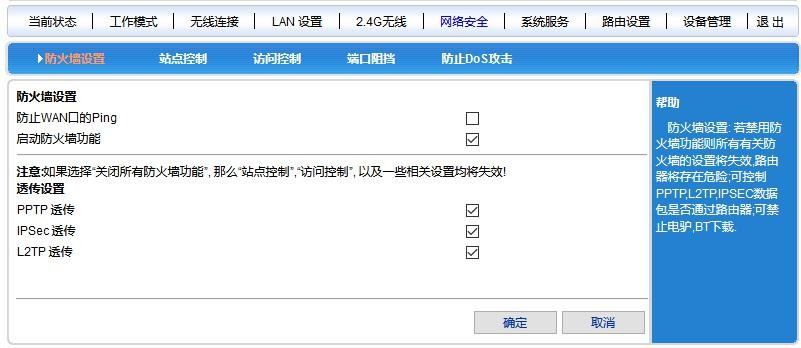 当前状态 工作模式 无线连接 LAN 设置 2.4G无线 网络安全 系统服务 路由设置 设备管理 退 出
防火墙设置 站点控制 访问控制 端口阻挡 防止DoS攻击
防火墙设置
防止WAN口的Ping
启动防火墙功能
注意:如果选择“关闭所有防火墙功能”, 那么“站点控制”,“访问控制”, 以及一些相关设置均将失效!
透传设置
PPTP 透传
IPSec 透传
L2TP 透传
确定 取消
帮助
防火墙设置: 若禁用防
火墙功能则所有有关防
火墙的设置将失效,路由
器将存在危险;可控制
PPTP,L2TP,IPSEC数据
包是否通过路由器;可禁
止电驴,BT下载.